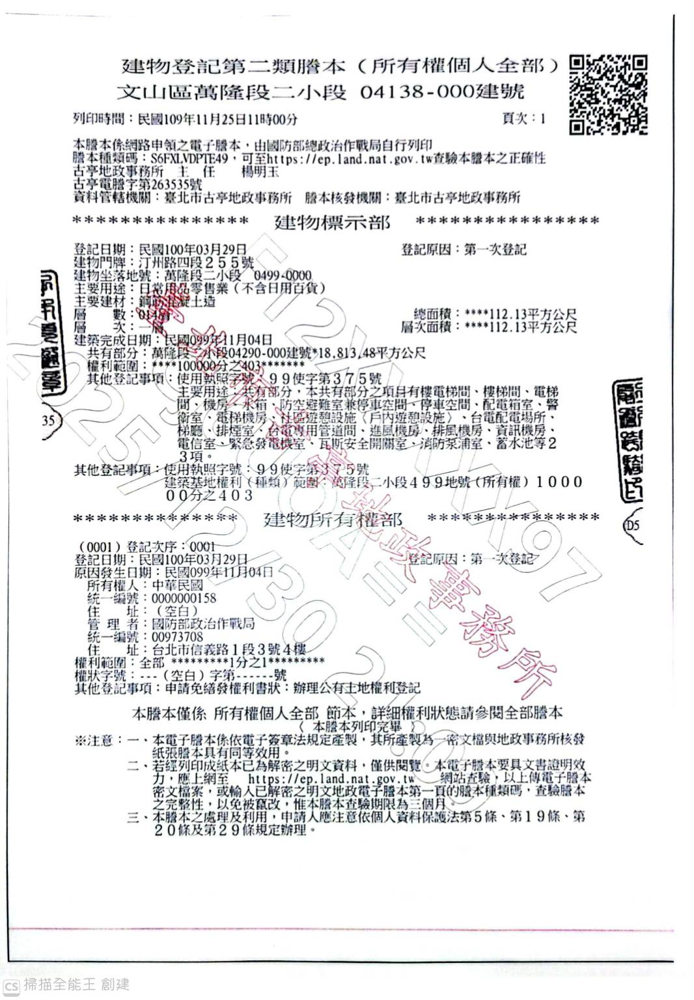 建物登記第二類謄本（所有權個人全部）
文山區萬隆段二小段 04138-000建號
列印時間：民國109年11月25日11時00分 頁次：1
本謄本係網路申領之電子謄本，由國防部總政治作戰局自行列印
謄本種類碼：S6FXLVDPTE49，可至https://ep.land.nat.gov.tw查驗本謄本之正確性
古亭地政事務所 主 任 楊明玉
古亭電謄字第263535號
資料管轄機關：臺北市古亭地政事務所 謄本核發機關：臺北市古亭地政事務所
*************** 建物標示部 ****************
登記日期：民國100年03月29日 登記原因：第一次登記
建物門牌：汀州路四段２５５號
建物坐落地號：萬隆段二小段 0499-0000
主要用途：日常用品零售業（不含日用百貨）
主要建材：鋼筋混凝土造
層 數：014層 總面積：****112.13平方公尺
層 次：一層 層次面積：****112.13平方公尺
建築完成日期：民國099年11月04日
共有部分：萬隆段二小段04290-000建號*18,813.48平方公尺
權利範圍：****100000分之403*******
其他登記事項：使用執照字號：９９使字第３７５號
主要用途：共有部分，本共有部分之項目有樓電梯間、樓梯間、電梯
間、機房、水箱、防空避難室兼停車空間、停車空間、配電箱室、警
衛室、電梯機房、社區遊憩設施〈戶內遊憩設施〉、台電配電場所、
梯廳、排煙室、台電專用管道間、進風機房、排風機房、資訊機房、
電信室、緊急發電機室、瓦斯安全開關室、消防泵浦室、蓄水池等２
３項。
其他登記事項：使用執照字號：９９使字第３７５號
建築基地權利（種類）範圍：萬隆段二小段４９９地號（所有權）１０００
００分之４０３
************** 建物所有權部 ***************
（0001）登記次序：0001
登記日期：民國100年03月29日 登記原因：第一次登記
原因發生日期：民國099年11月04日
所有權人：中華民國
統一編號：0000000158
住 址：（空白）
管 理 者：國防部政治作戰局
統一編號：00973708
住 址：台北市信義路１段３號４樓
權利範圍：全部 *********1分之1*********
權狀字號：---（空白）字第------號
其他登記事項：申請免繕發權利書狀：辦理公有土地權利登記
本謄本僅係 所有權個人全部 節本，詳細權利狀態請參閱全部謄本
〈 本謄本列印完畢 〉
※注意：一、本電子謄本係依電子簽章法規定產製，其所產製為一密文檔與地政事務所核發
紙張謄本具有同等效用。
二、若經列印成紙本已為解密之明文資料，僅供閱覽。本電子謄本要具文書證明效
力，應上網至 https://ep.land.nat.gov.tw 網站查驗，以上傳電子謄本
密文檔案，或輸入已解密之明文地政電子謄本第一頁的謄本種類碼，查驗謄本
之完整性，以免被竄改，惟本謄本查驗期限為三個月。
三、本謄本之處理及利用，申請人應注意依個人資料保護法第５條、第１９條、第
２０條及第２９條規定辦理。
35
D5
CS 掃描全能王 創建